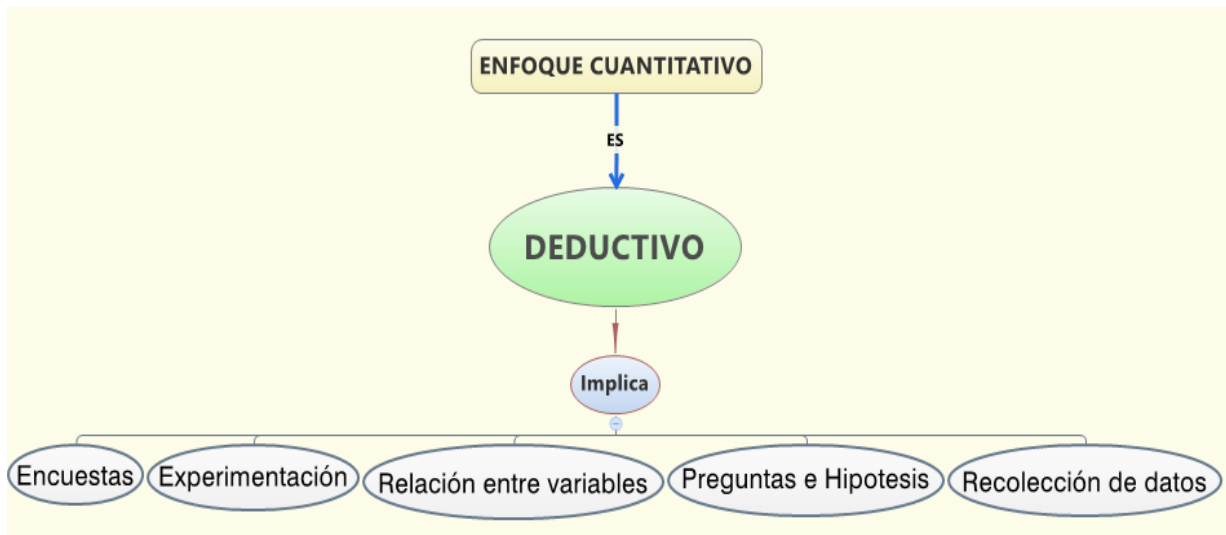 ENFOQUE CUANTITATIVO
ES
DEDUCTIVO
Implica
Encuestas
Experimentación
Relación entre variables
Preguntas e Hipotesis
Recolección de datos